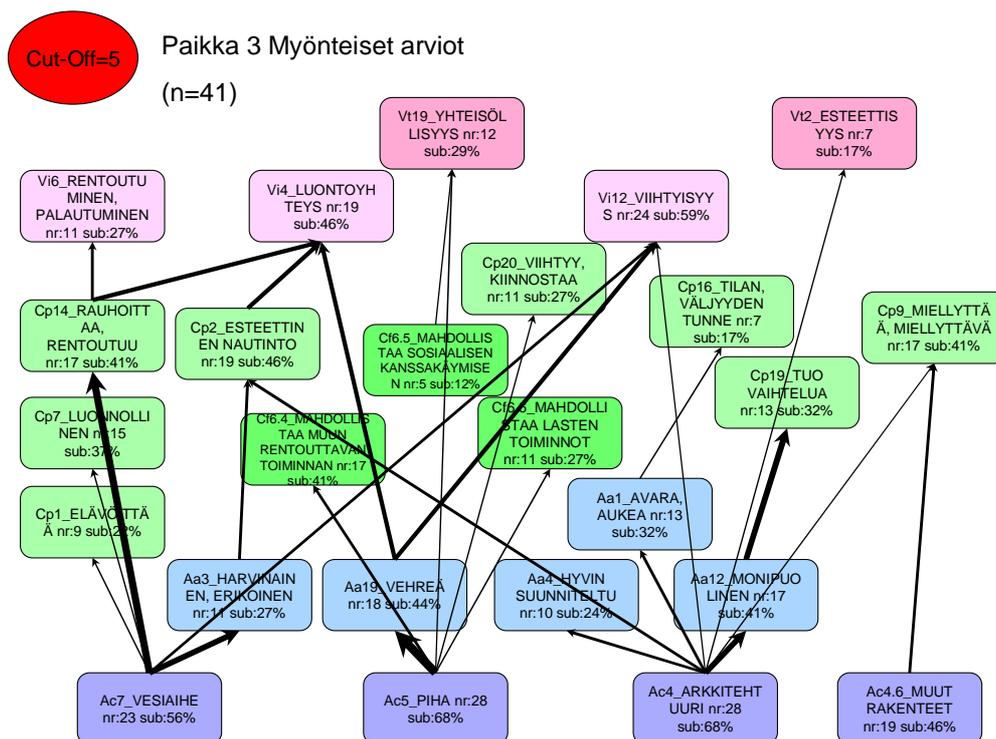 Cut-Off=5
Paikka 3 Myönteiset arviot
(n=41)
Vt19_YHTEISÖL
LISYYS nr:12
sub:29%
Vt2_ESTEETTIS
YYS nr:7
sub:17%
Vi6_RENTOUTU
MINEN,
PALAUTUMINEN
nr:11 sub:27%
Vi4_LUONTOYH
TEYS nr:19
sub:46%
Vi12_VIIHTYISYY
S nr:24 sub:59%
Cp20_VIIHTYY,
KIINNOSTAA
nr:11 sub:27%
Cp16_TILAN,
VÄLJYYDEN
TUNNE nr:7
sub:17%
Cp9_MIELLYTTÄ
Ä, MIELLYTTÄVÄ
nr:17 sub:41%
Cp14_RAUHOITT
AA,
RENTOUTUU
nr:17 sub:41%
Cp2_ESTEETTIN
EN NAUTINTO
nr:19 sub:46%
Cf6.5_MAHDOLLIS
TAA SOSIAALISEN
KANSSAKÄYMISE
N nr:5 sub:12%
Cp19_TUO
VAIHTELUA
nr:13 sub:32%
Cp7_LUONNOLLI
NEN nr:15
sub:37%
Cf6.4_MAHDOLLIS
TAA MUUN
RENTOUTTAVAN
TOIMINNAN nr:17
sub:41%
Cf6.6_MAHDOLLI
STAA LASTEN
TOIMINNOT
nr:11 sub:27%
Cp1_ELÄVÖITTÄ
Ä nr:9 sub:22%
Aa1_AVARA,
AUKEA nr:13
sub:32%
Aa3_HARVINAIN
EN, ERIKOINEN
nr:11 sub:27%
Aa19_VEHREÄ
nr:18 sub:44%
Aa4_HYVIN
SUUNNITELTU
nr:10 sub:24%
Aa12_MONIPUO
LINEN nr:17
sub:41%
Ac7_VESIAIHE
nr:23 sub:56%
Ac5_PIHA nr:28
sub:68%
Ac4_ARKKITEHT
UURI nr:28
sub:68%
Ac4.6_MUUT
RAKENTEET
nr:19 sub:46%